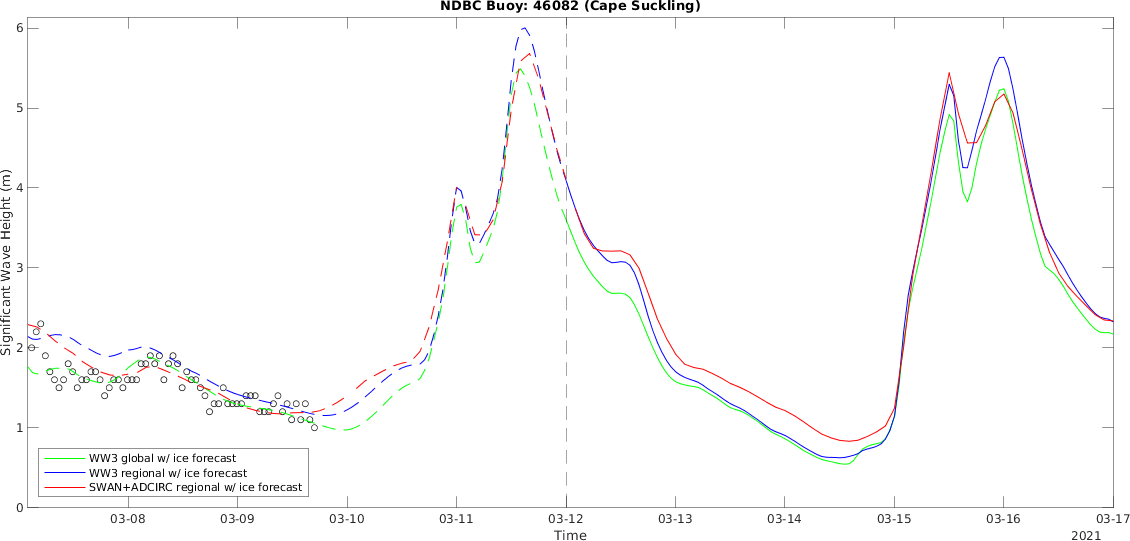 NDBC Buoy: 46082 (Cape Suckling)
6
5
4
3
2
1
0
Significant Wave Height (m)
WW3 global w/ ice forecast
WW3 regional w/ ice forecast
SWAN+ADCIRC regional w/ ice forecast
03-08 03-09 03-10 03-11 03-12 03-13 03-14 03-15 03-16 03-17
Time
2021